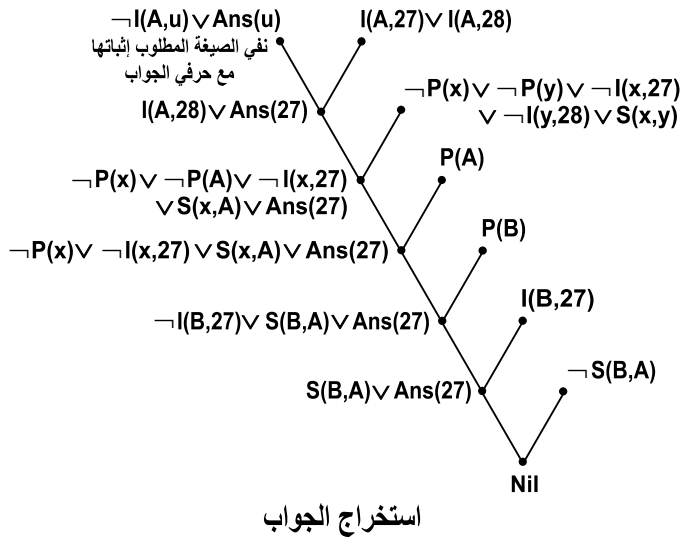 ¬I(A,u)∨Ans(u)
I(A,27)∨ I(A,28)
نفي الصيغة المطلوب إثباتها
مع حرفي الجواب
¬P(x)∨ ¬P(y)∨ ¬I(x,27)
∨ ¬I(y,28)∨S(x,y)
I(A,28)∨Ans(27)
P(A)
¬P(x)∨ ¬P(A)∨ ¬I(x,27)
∨S(x,A)∨Ans(27)
P(B)
¬P(x)∨ ¬I(x,27)∨S(x,A)∨Ans(27)
I(B,27)
¬I(B,27)∨ S(B,A)∨Ans(27)
¬S(B,A)
S(B,A)∨Ans(27)
Nil
استخراج الجواب